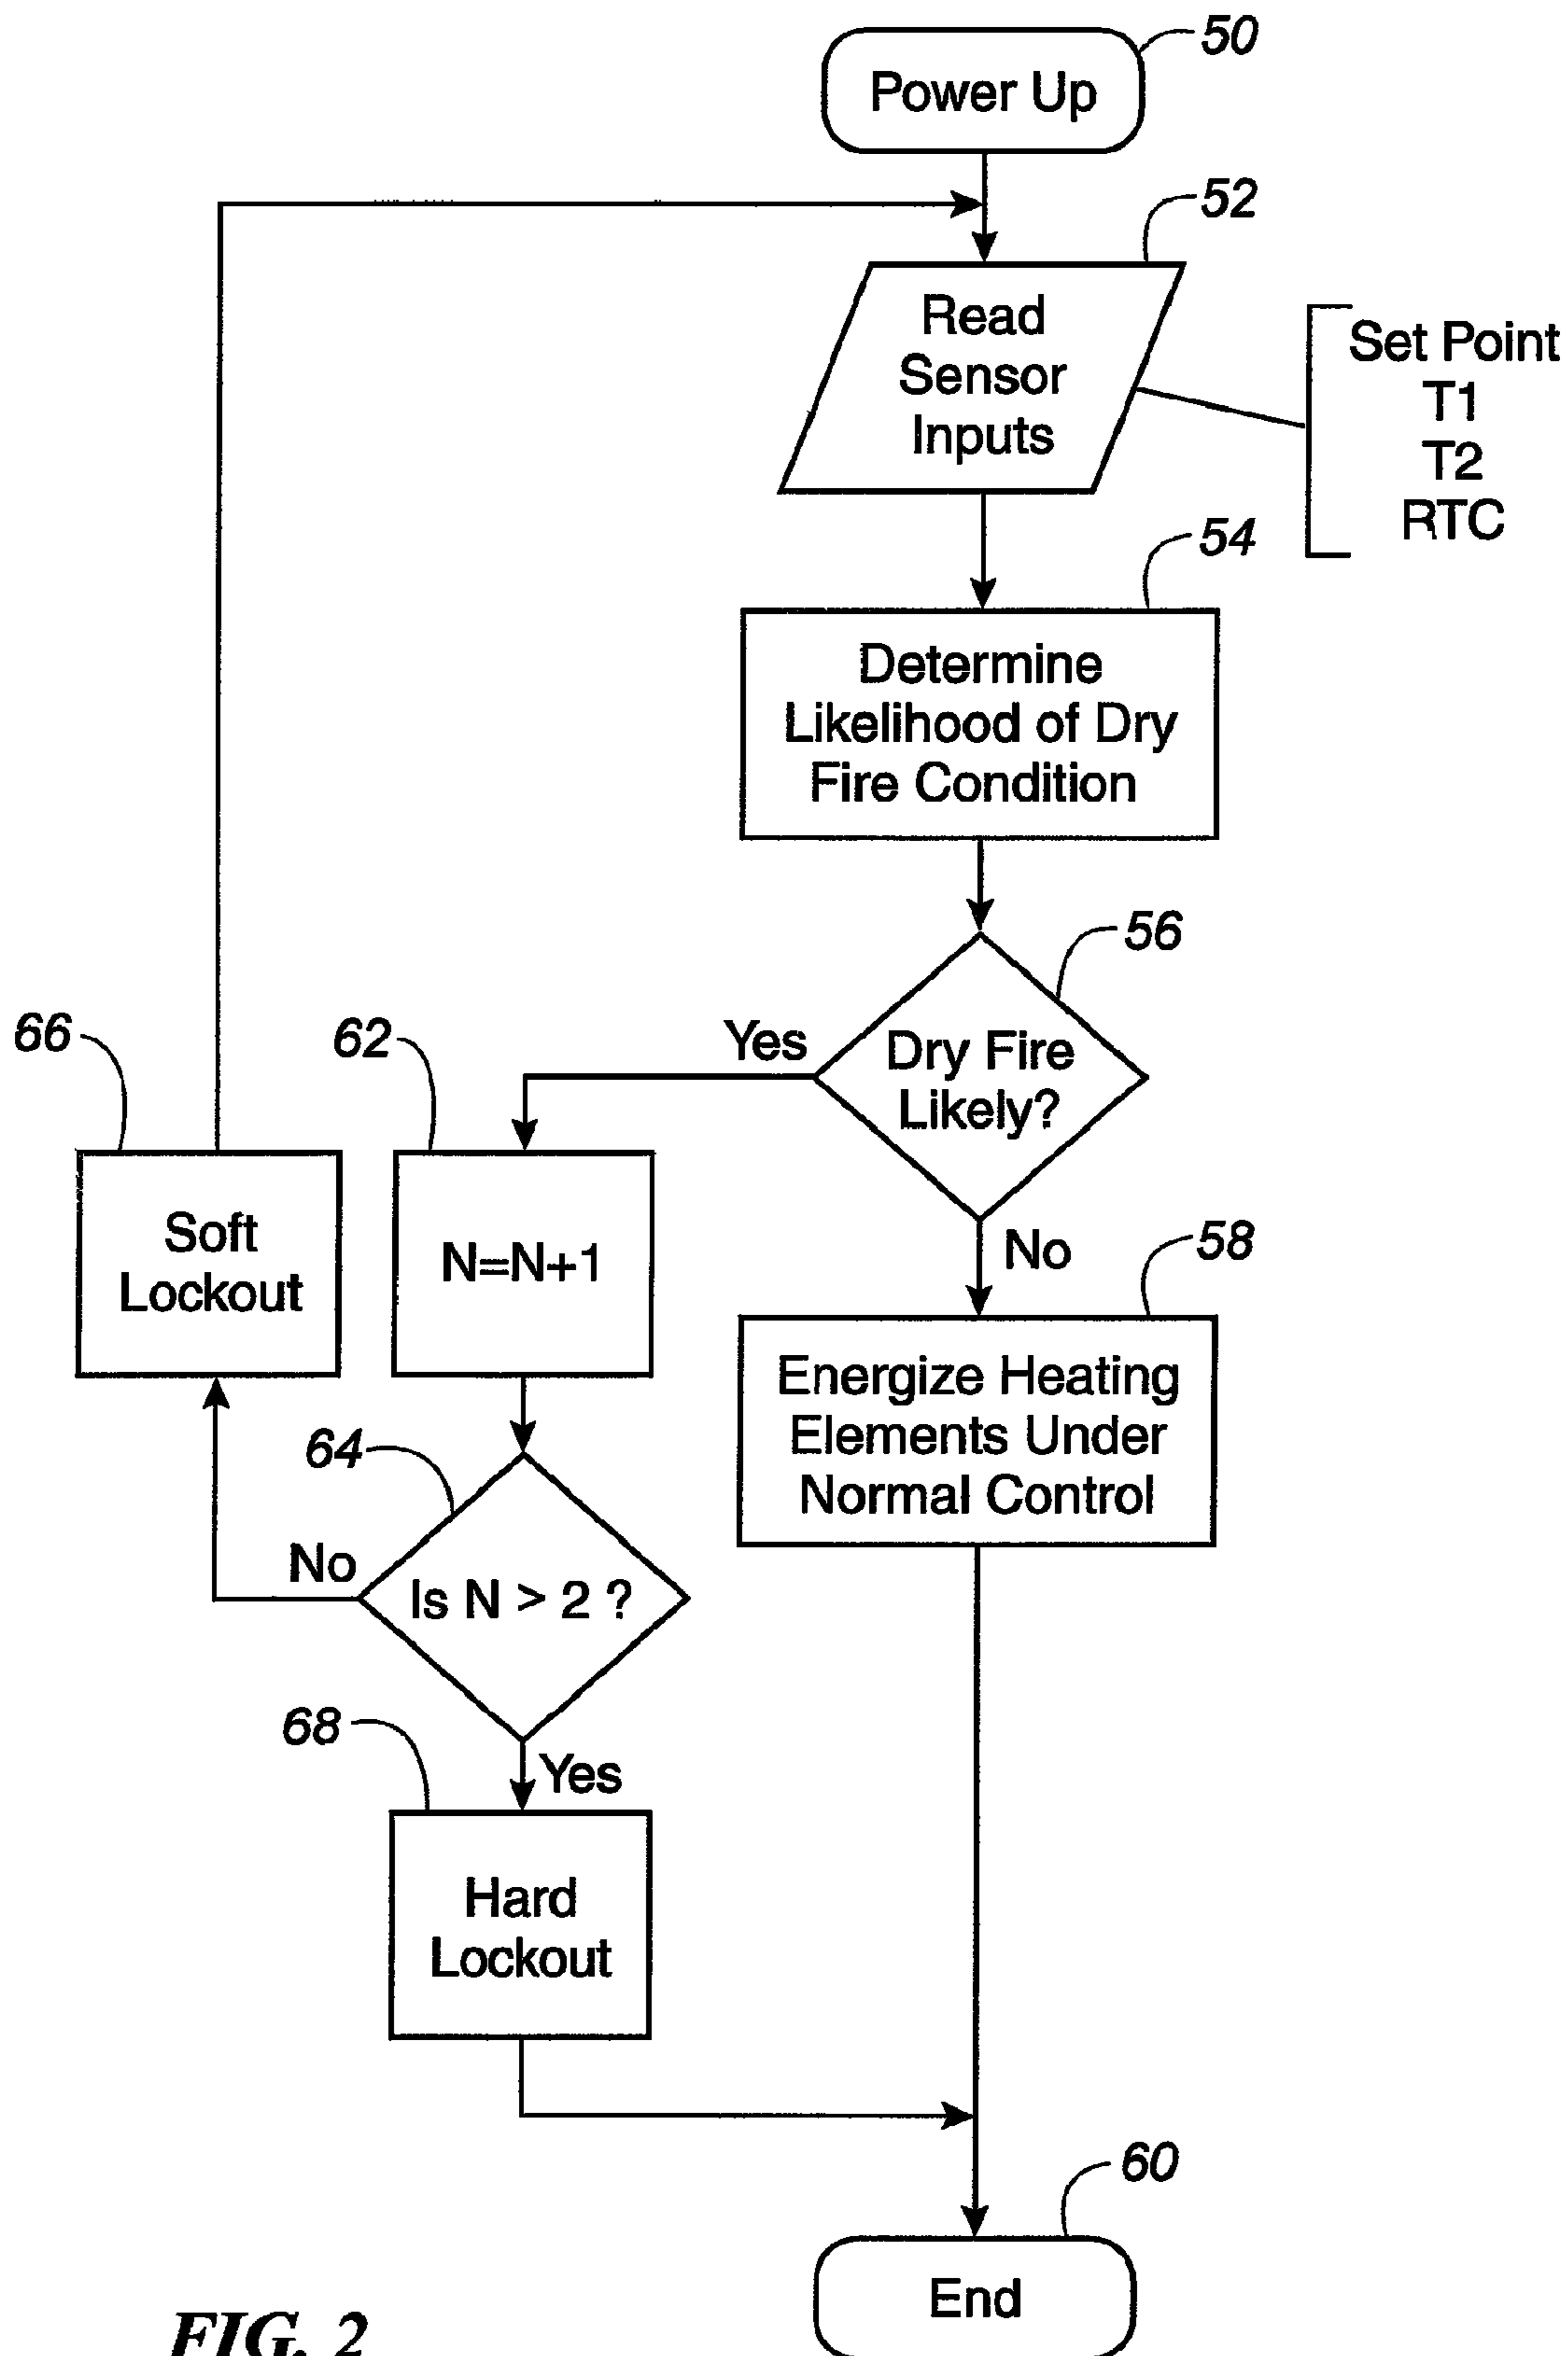 50
Power Up
52
Read
Sensor
Inputs
Set Point
T1
T2
RTC
54
Determine
Likelihood of Dry
Fire Condition
56
Dry Fire
Likely?
Yes
No
66
Soft
Lockout
62
N=N+1
58
Energize Heating
Elements Under
Normal Control
64
Is N > 2 ?
No
Yes
68
Hard
Lockout
60
End
FIG. 2